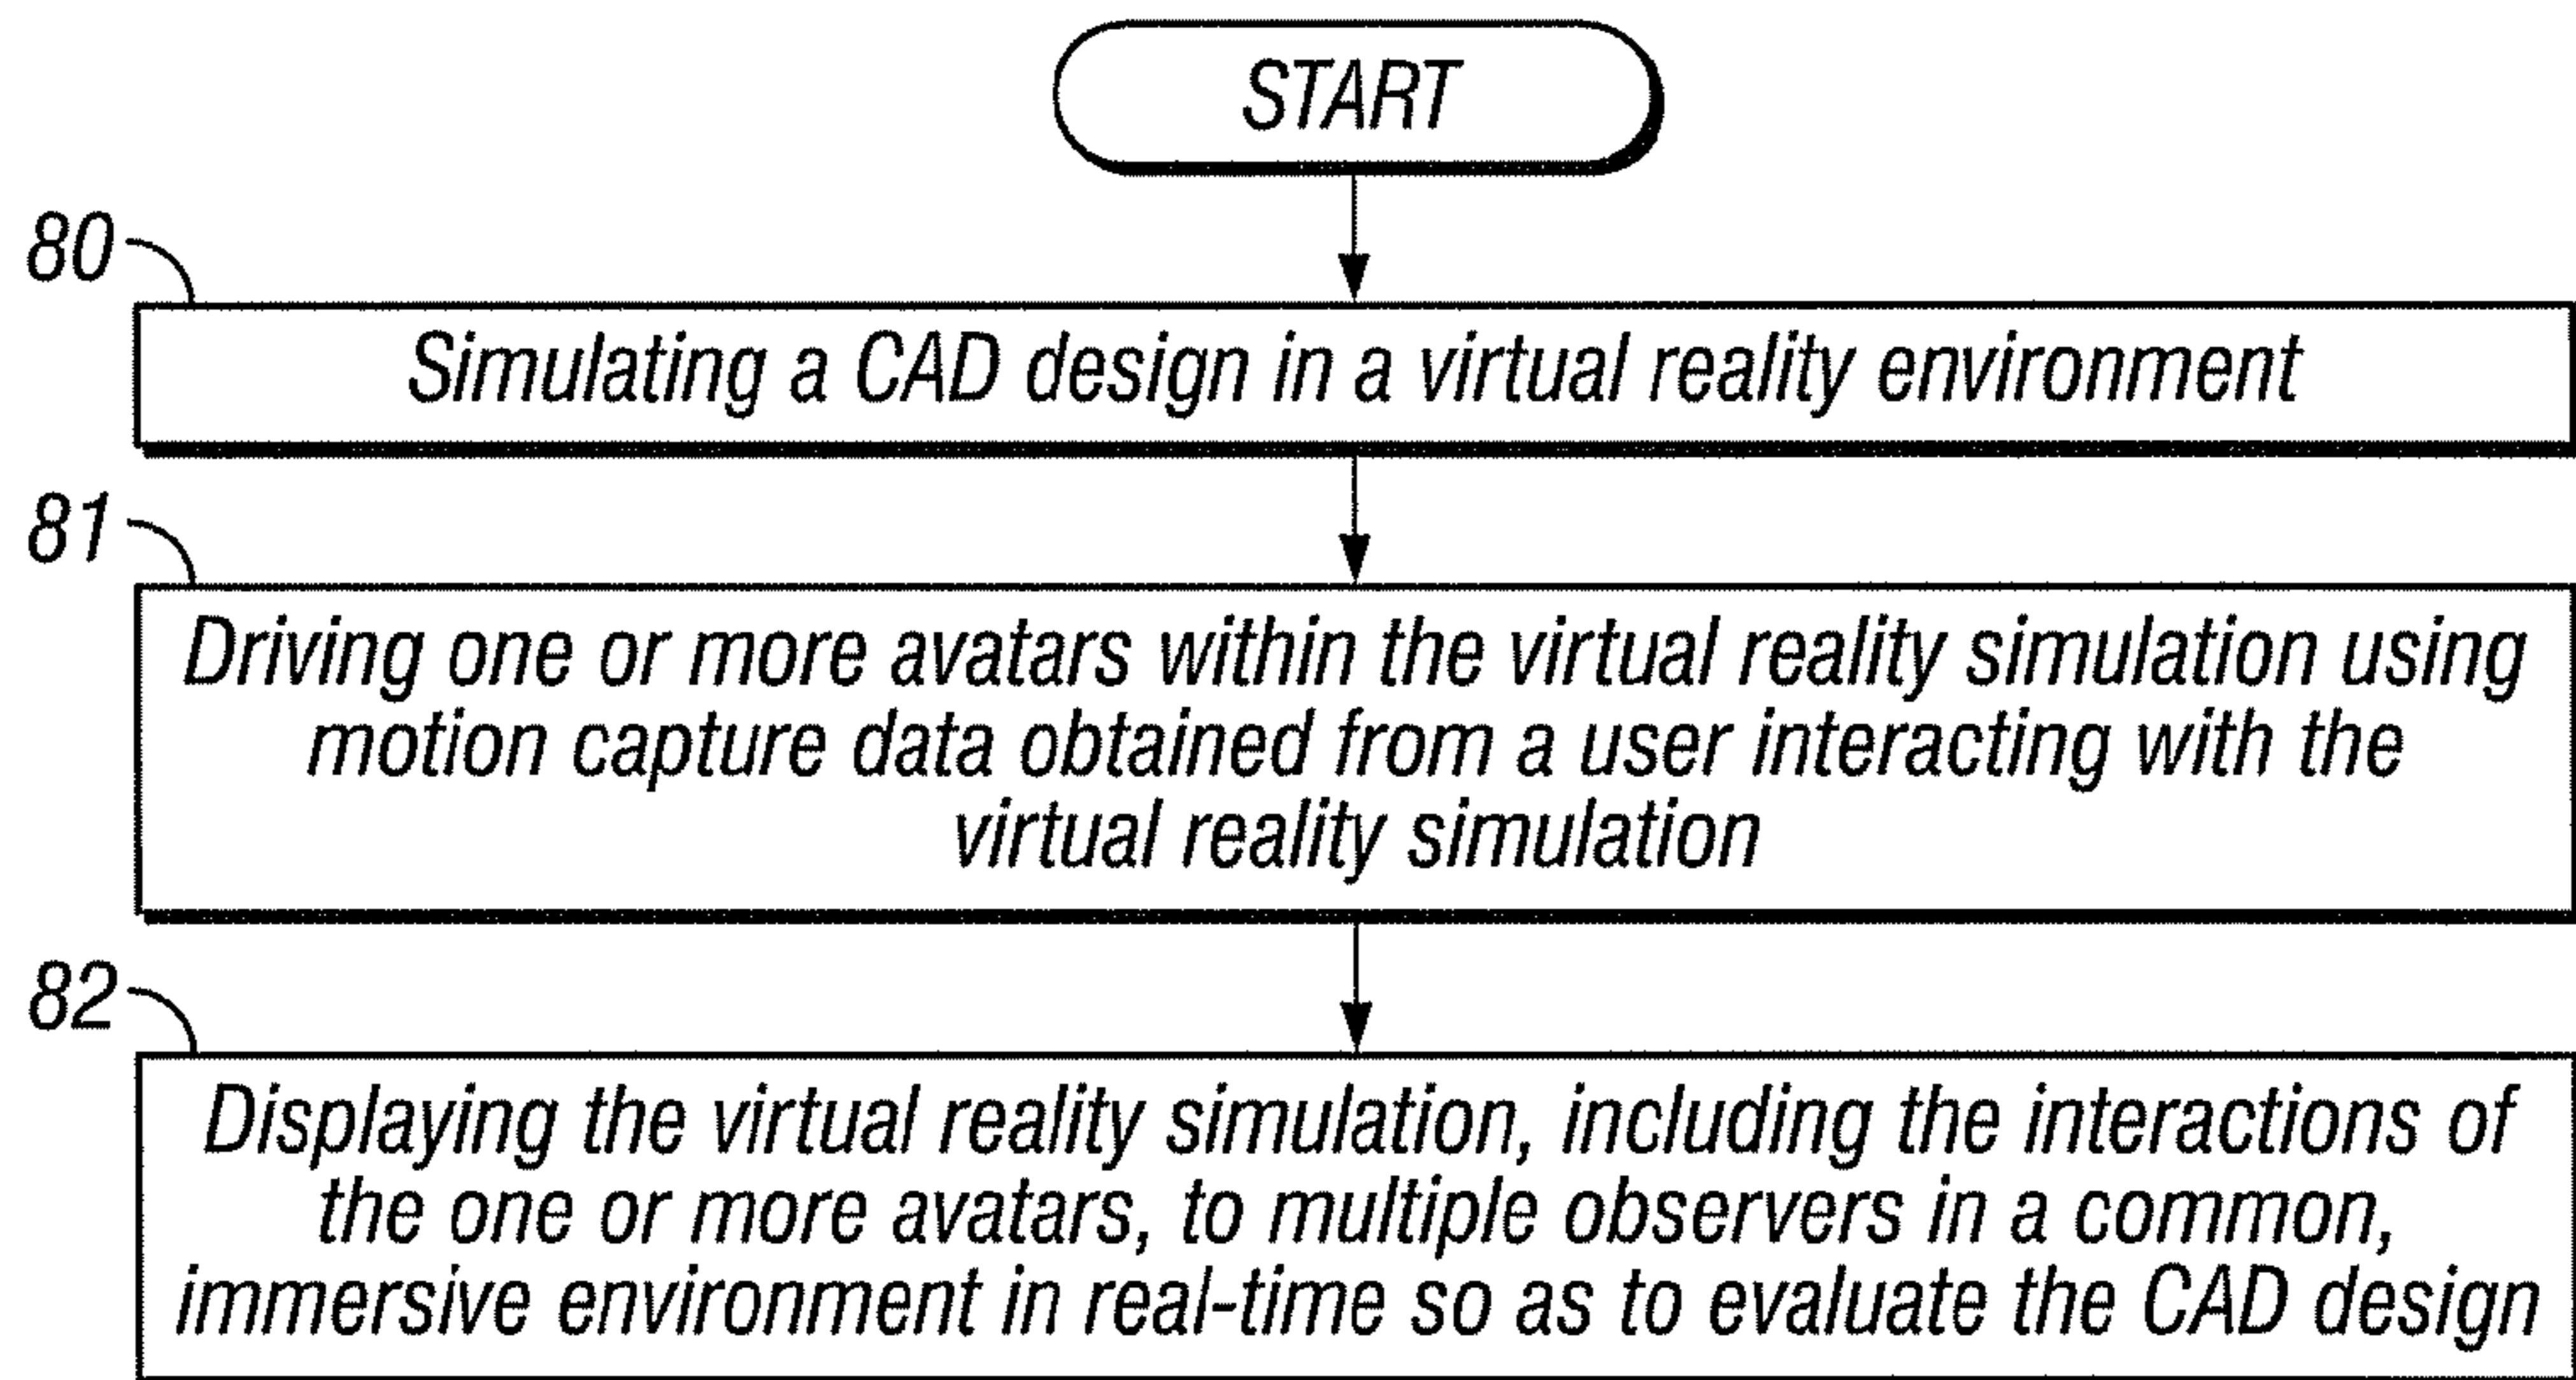 START
80
Simulating a CAD design in a virtual reality environment
81
Driving one or more avatars within the virtual reality simulation using
motion capture data obtained from a user interacting with the
virtual reality simulation
82
Displaying the virtual reality simulation, including the interactions of
the one or more avatars, to multiple observers in a common,
immersive environment in real-time so as to evaluate the CAD design